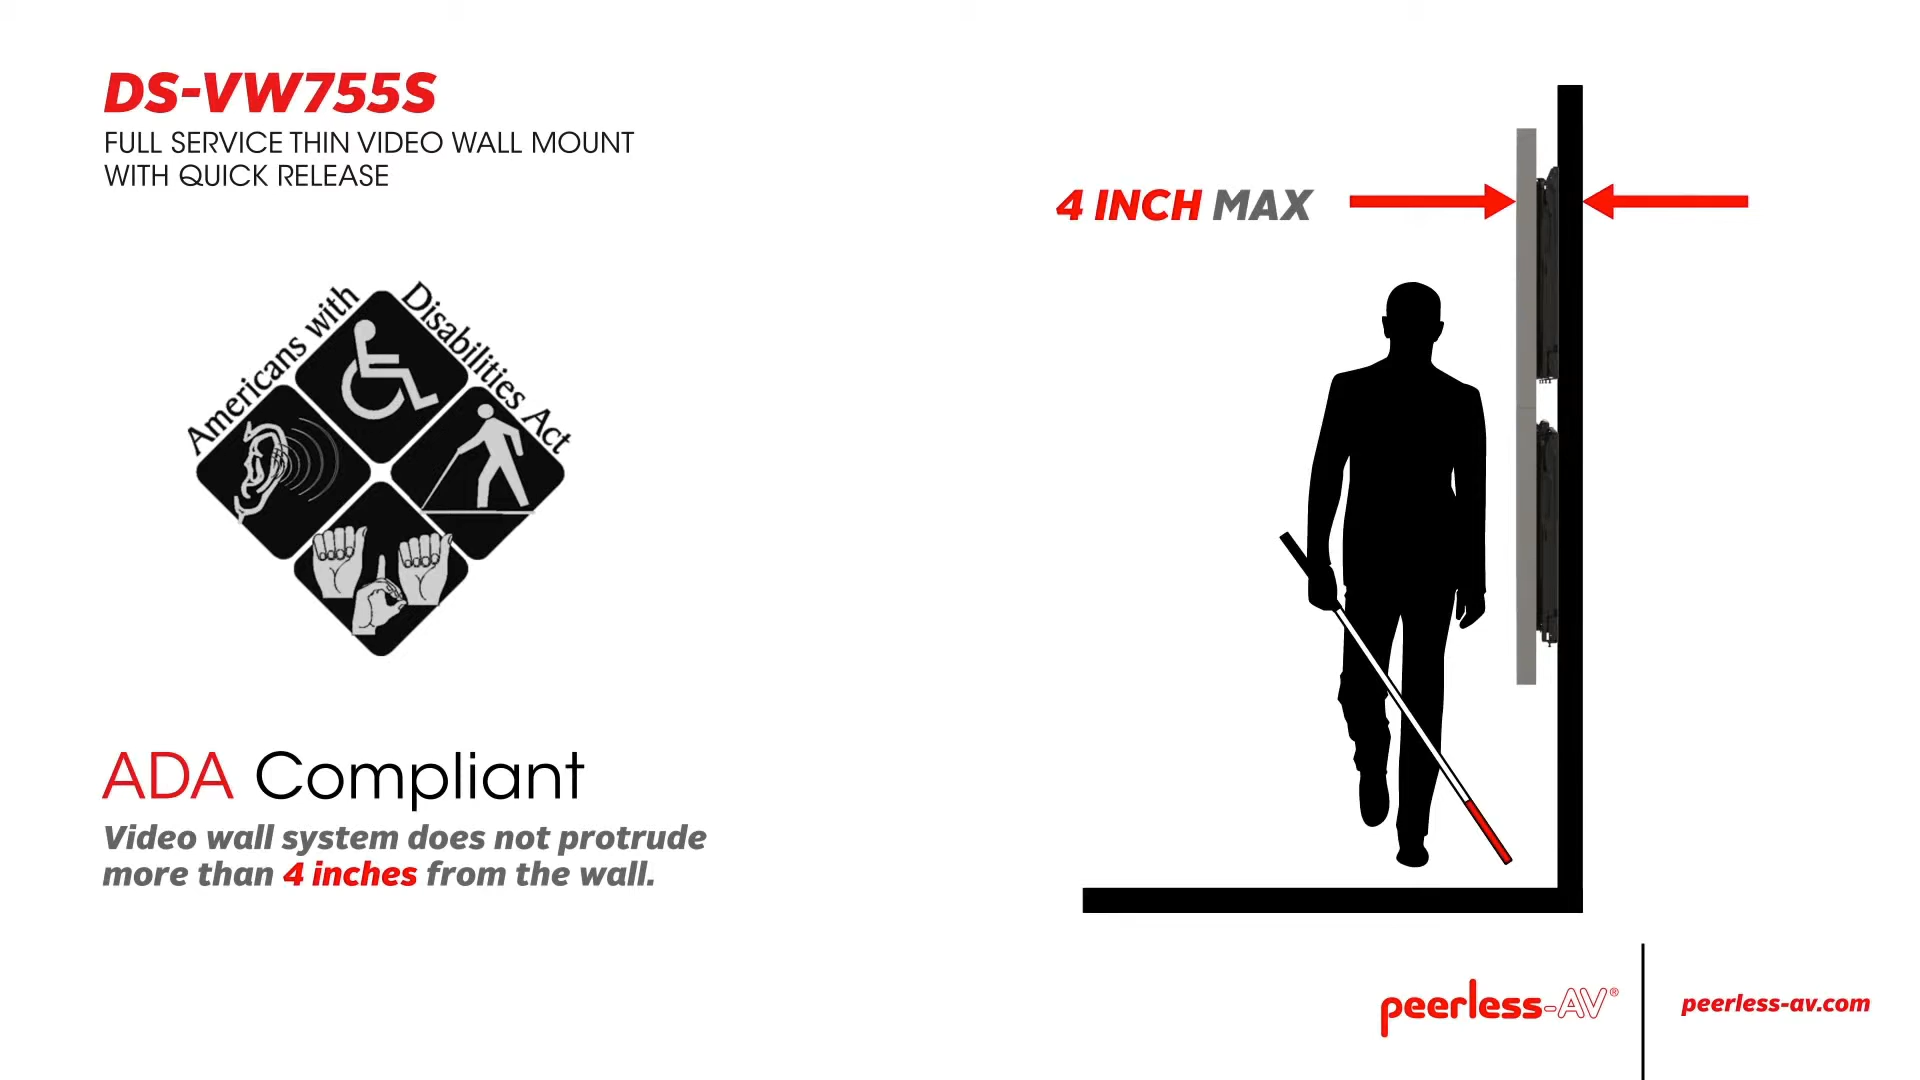 DS-VW755S
FULL SERVICE THIN VIDEO WALL MOUNT
WITH QUICK RELEASE
4 INCH MAX
Americans with
Disabilities Act
ADA Compliant
Video wall system does not protrude
more than 4 inches from the wall.
peerless-AV®
peerless-av.com